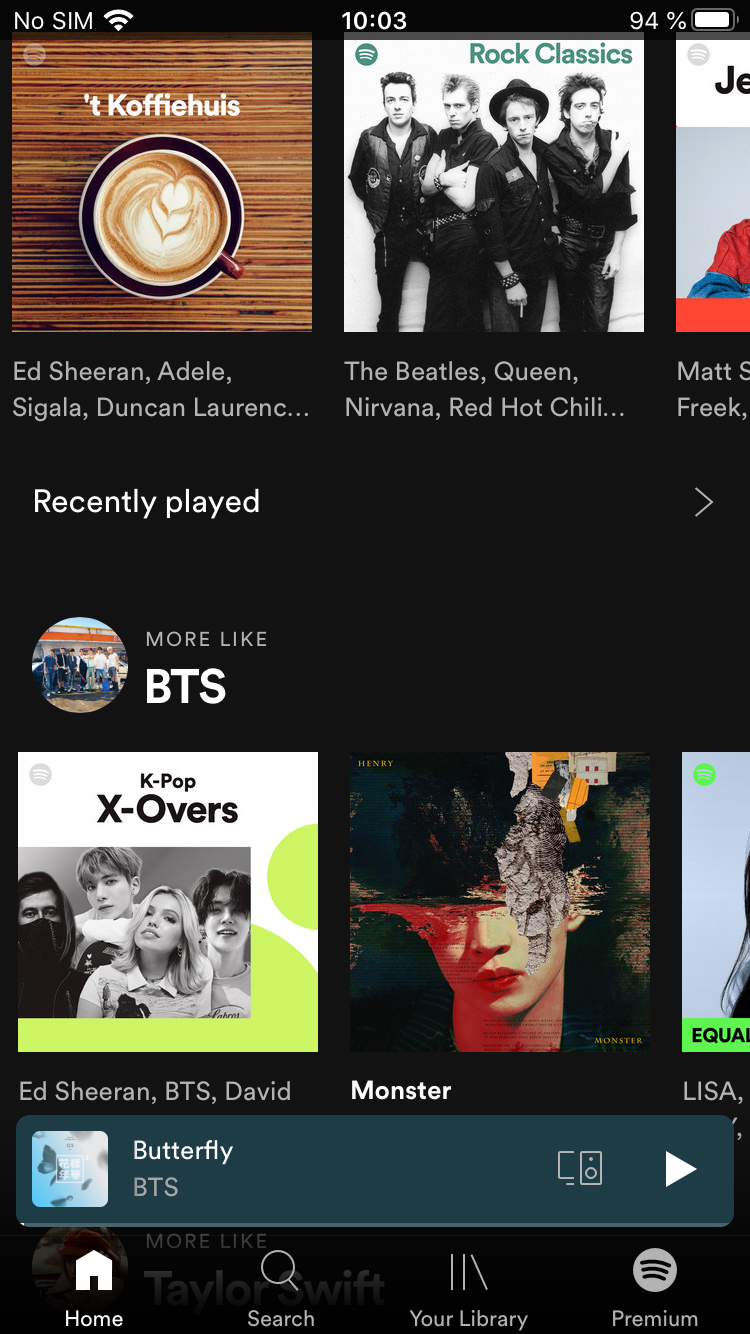 No SIM 10:03 94 %
't Koffiehuis
Rock Classics
Je
Ed Sheeran, Adele,
Sigala, Duncan Laurenc...
The Beatles, Queen,
Nirvana, Red Hot Chili...
Matt S
Freek,
Recently played
MORE LIKE
BTS
K-Pop
X-Overs
HENRY
MONSTER
EQUAL
Ed Sheeran, BTS, David
Monster
LISA,
Butterfly
BTS
MORE LIKE
Taylor Swift
Home
Search
Your Library
Premium